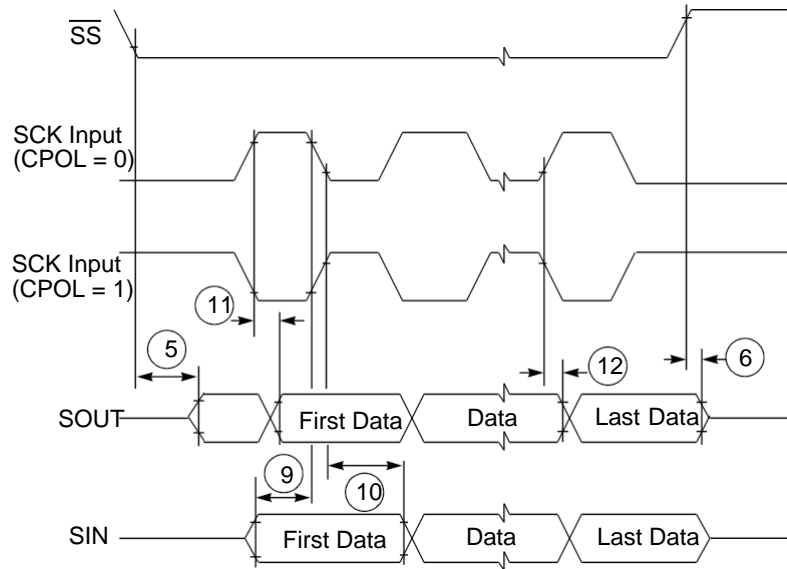 SS
SCK Input
(CPOL = 0)
SCK Input
(CPOL = 1)
11
5
12
6
SOUT
First Data
Data
Last Data
9
10
SIN
First Data
Data
Last Data